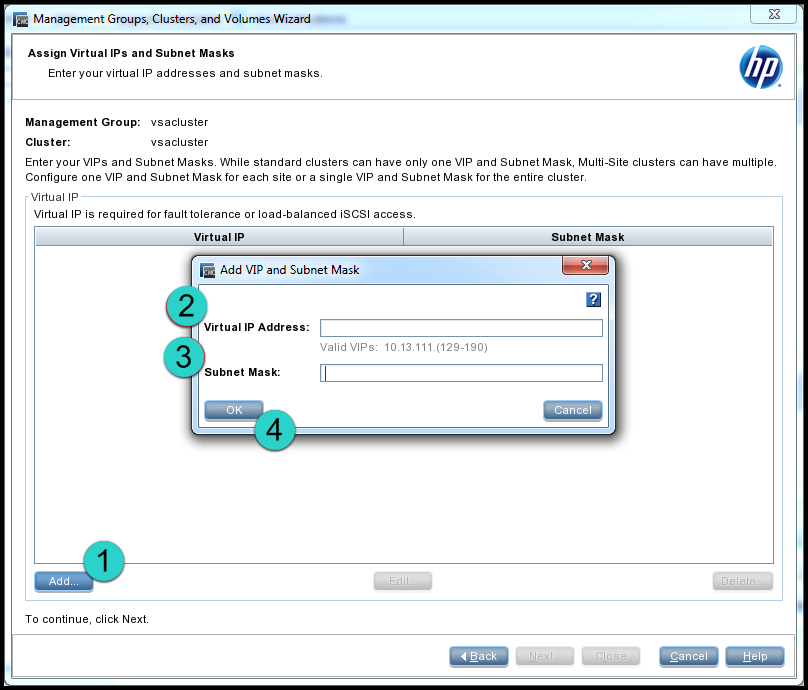 Management Groups, Clusters, and Volumes Wizard
Assign Virtual IPs and Subnet Masks
Enter your virtual IP addresses and subnet masks.
hp
Management Group: vsacluster
Cluster: vsacluster
Enter your VIPs and Subnet Masks. While standard clusters can have only one VIP and Subnet Mask, Multi-Site clusters can have multiple.
Configure one VIP and Subnet Mask for each site or a single VIP and Subnet Mask for the entire cluster.
Virtual IP
Virtual IP is required for fault tolerance or load-balanced iSCSI access.
Virtual IP Subnet Mask
CMC Add VIP and Subnet Mask
?
2
Virtual IP Address:
Valid VIPs: 10.13.111.(129-190)
3
Subnet Mask:
OK Cancel
4
1
Add... Edit... Delete...
To continue, click Next.
Back Next Close Cancel Help